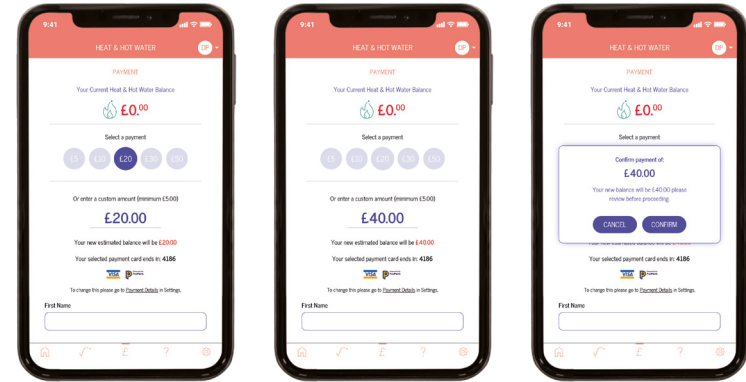 9:41
HEAT & HOT WATER
DP
PAYMENT
Your Current Heat & Hot Water Balance
£0.00
Select a payment
£5 £10 £20 £30 £50
Or enter a custom amount (minimum £5.00)
£20.00
Your new estimated balance will be £20.00
Your selected payment card ends in: 4186
VISA
To change this please go to Payment Details in Settings.
First Name
£ ?
9:41
HEAT & HOT WATER
DP
PAYMENT
Your Current Heat & Hot Water Balance
£0.00
Select a payment
£5 £10 £20 £30 £50
Or enter a custom amount (minimum £5.00)
£40.00
Your new estimated balance will be £40.00
Your selected payment card ends in: 4186
VISA
To change this please go to Payment Details in Settings.
First Name
£ ?
9:41
HEAT & HOT WATER
DP
PAYMENT
Your Current Heat & Hot Water Balance
£0.00
Select a payment
Confirm payment of:
£40.00
Your new balance will be £40.00 please
review before proceeding.
CANCEL CONFIRM
Your selected payment card ends in: 4186
VISA
To change this please go to Payment Details in Settings.
First Name
£ ?